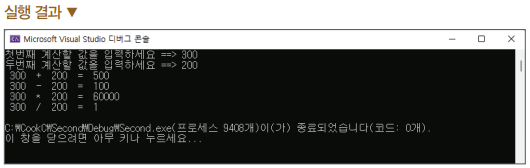 실행 결과 ▼
Microsoft Visual Studio 디버그 콘솔
첫번째 계산할 값을 입력하세요 ==> 300
두번째 계산할 값을 입력하세요 ==> 200
300 + 200 = 500
300 - 200 = 100
300 * 200 = 60000
300 / 200 = 1
C:₩CookC₩Second₩Debug₩Second.exe(프로세스 9408개)이(가) 종료되었습니다(코드: 0개).
이 창을 닫으려면 아무 키나 누르세요...